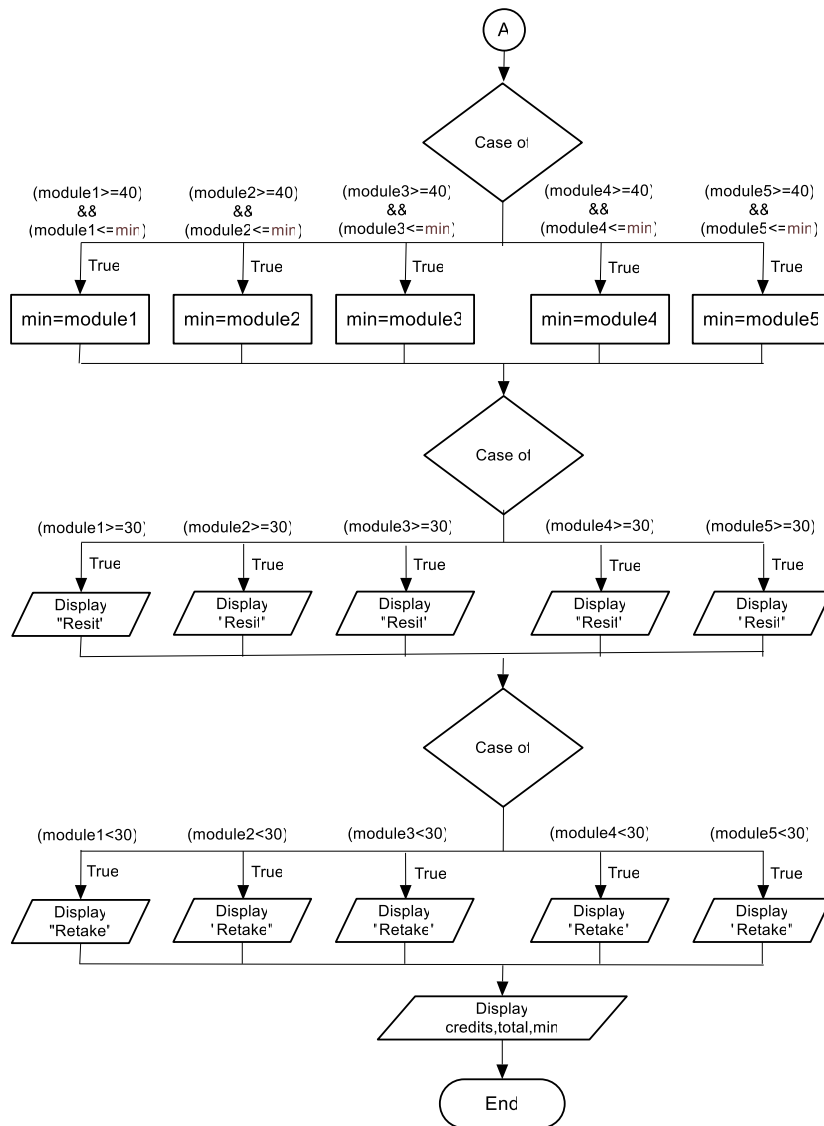 A
Case of
(module1>=40) (module2>=40) (module3>=40) (module4>=40) (module5>=40)
&& && && && &&
(module1<=min) (module2<=min) (module3<=min) (module4<=min) (module5<=min)
True True True True True
min=module1 min=module2 min=module3 min=module4 min=module5
Case of
(module1>=30) (module2>=30) (module3>=30) (module4>=30) (module5>=30)
True True True True True
Display Display Display Display Display
"Resit" "Resit" "Resit" "Resit" "Resit"
Case of
(module1<30) (module2<30) (module3<30) (module4<30) (module5<30)
True True True True True
Display Display Display Display Display
"Retake" "Retake" "Retake" "Retake" "Retake"
Display
credits,total,min
End